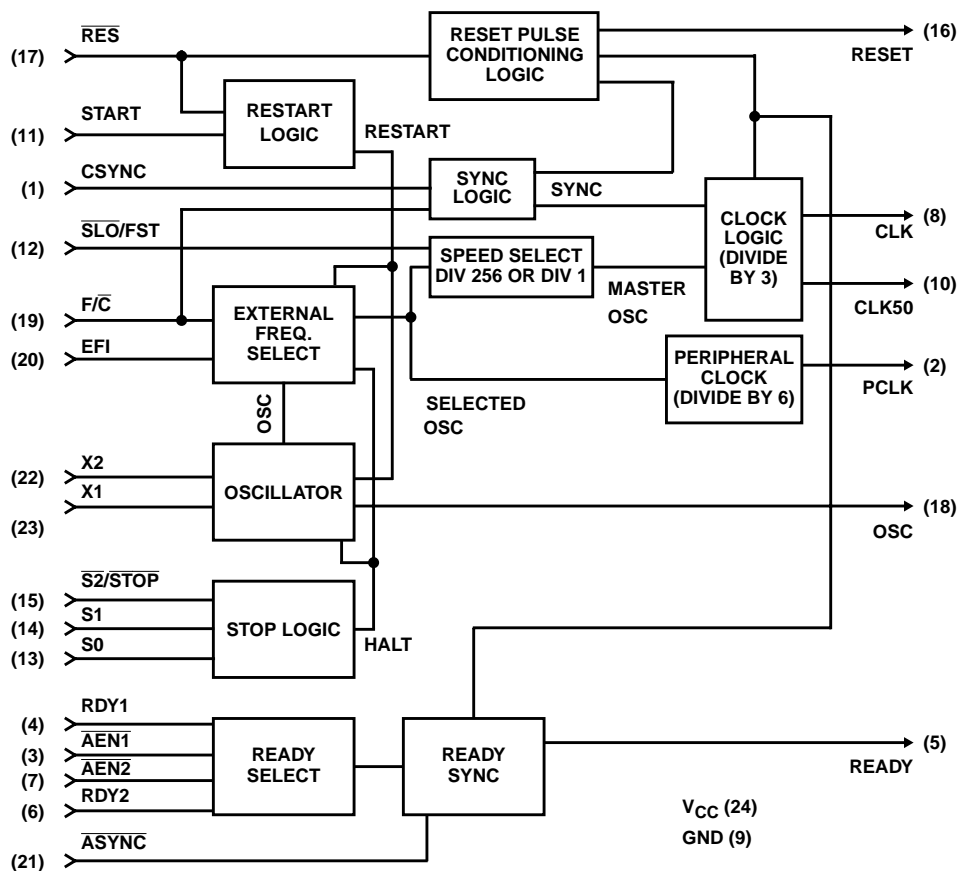 RES
(17)
RESET PULSE
CONDITIONING
LOGIC
(16)
RESET
START
(11)
RESTART
LOGIC
RESTART
CSYNC
(1)
SYNC
LOGIC
SYNC
SLO/FST
(12)
SPEED SELECT
DIV 256 OR DIV 1
MASTER
OSC
CLOCK
LOGIC
(DIVIDE
BY 3)
(8)
CLK
(10)
CLK50
F/C
(19)
EFI
(20)
EXTERNAL
FREQ.
SELECT
SELECTED
OSC
PERIPHERAL
CLOCK
(DIVIDE BY 6)
(2)
PCLK
OSC
X2
(22)
X1
(23)
OSCILLATOR
(18)
OSC
S2/STOP
(15)
S1
(14)
S0
(13)
STOP LOGIC
HALT
RDY1
(4)
AEN1
(3)
AEN2
(7)
RDY2
(6)
READY
SELECT
READY
SYNC
(5)
READY
ASYNC
(21)
VCC (24)
GND (9)